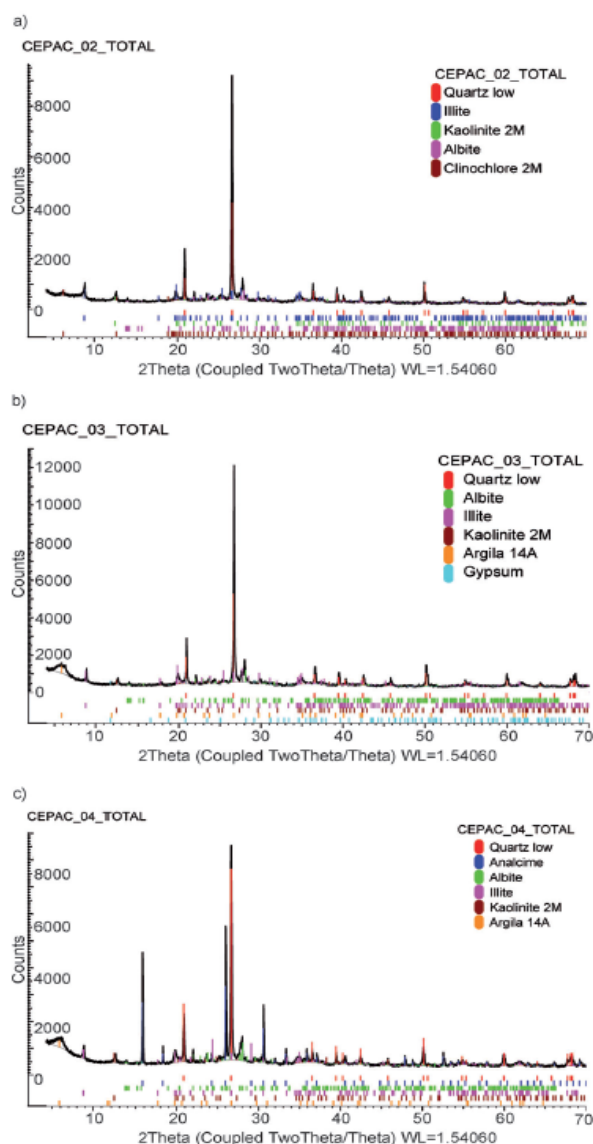 a)
CEPAC_02_TOTAL
CEPAC_02_TOTAL
Quartz low
Illite
Kaolinite 2M
Albite
Clinochlore 2M
Counts
8000
6000
4000
2000
0
10 20 30 40 50 60
2Theta (Coupled TwoTheta/Theta) WL=1.54060
b)
CEPAC_03_TOTAL
CEPAC_03_TOTAL
Quartz low
Albite
Illite
Kaolinite 2M
Argila 14A
Gypsum
Counts
12000
10000
8000
6000
4000
2000
0
10 20 30 40 50 60 70
2Theta (Coupled TwoTheta/Theta) WL=1.54060
c)
CEPAC_04_TOTAL
CEPAC_04_TOTAL
Quartz low
Analcime
Albite
Illite
Kaolinite 2M
Argila 14A
Counts
8000
6000
4000
2000
0
10 20 30 40 50 60 70
2Theta (Coupled TwoTheta/Theta) WL=1.54060